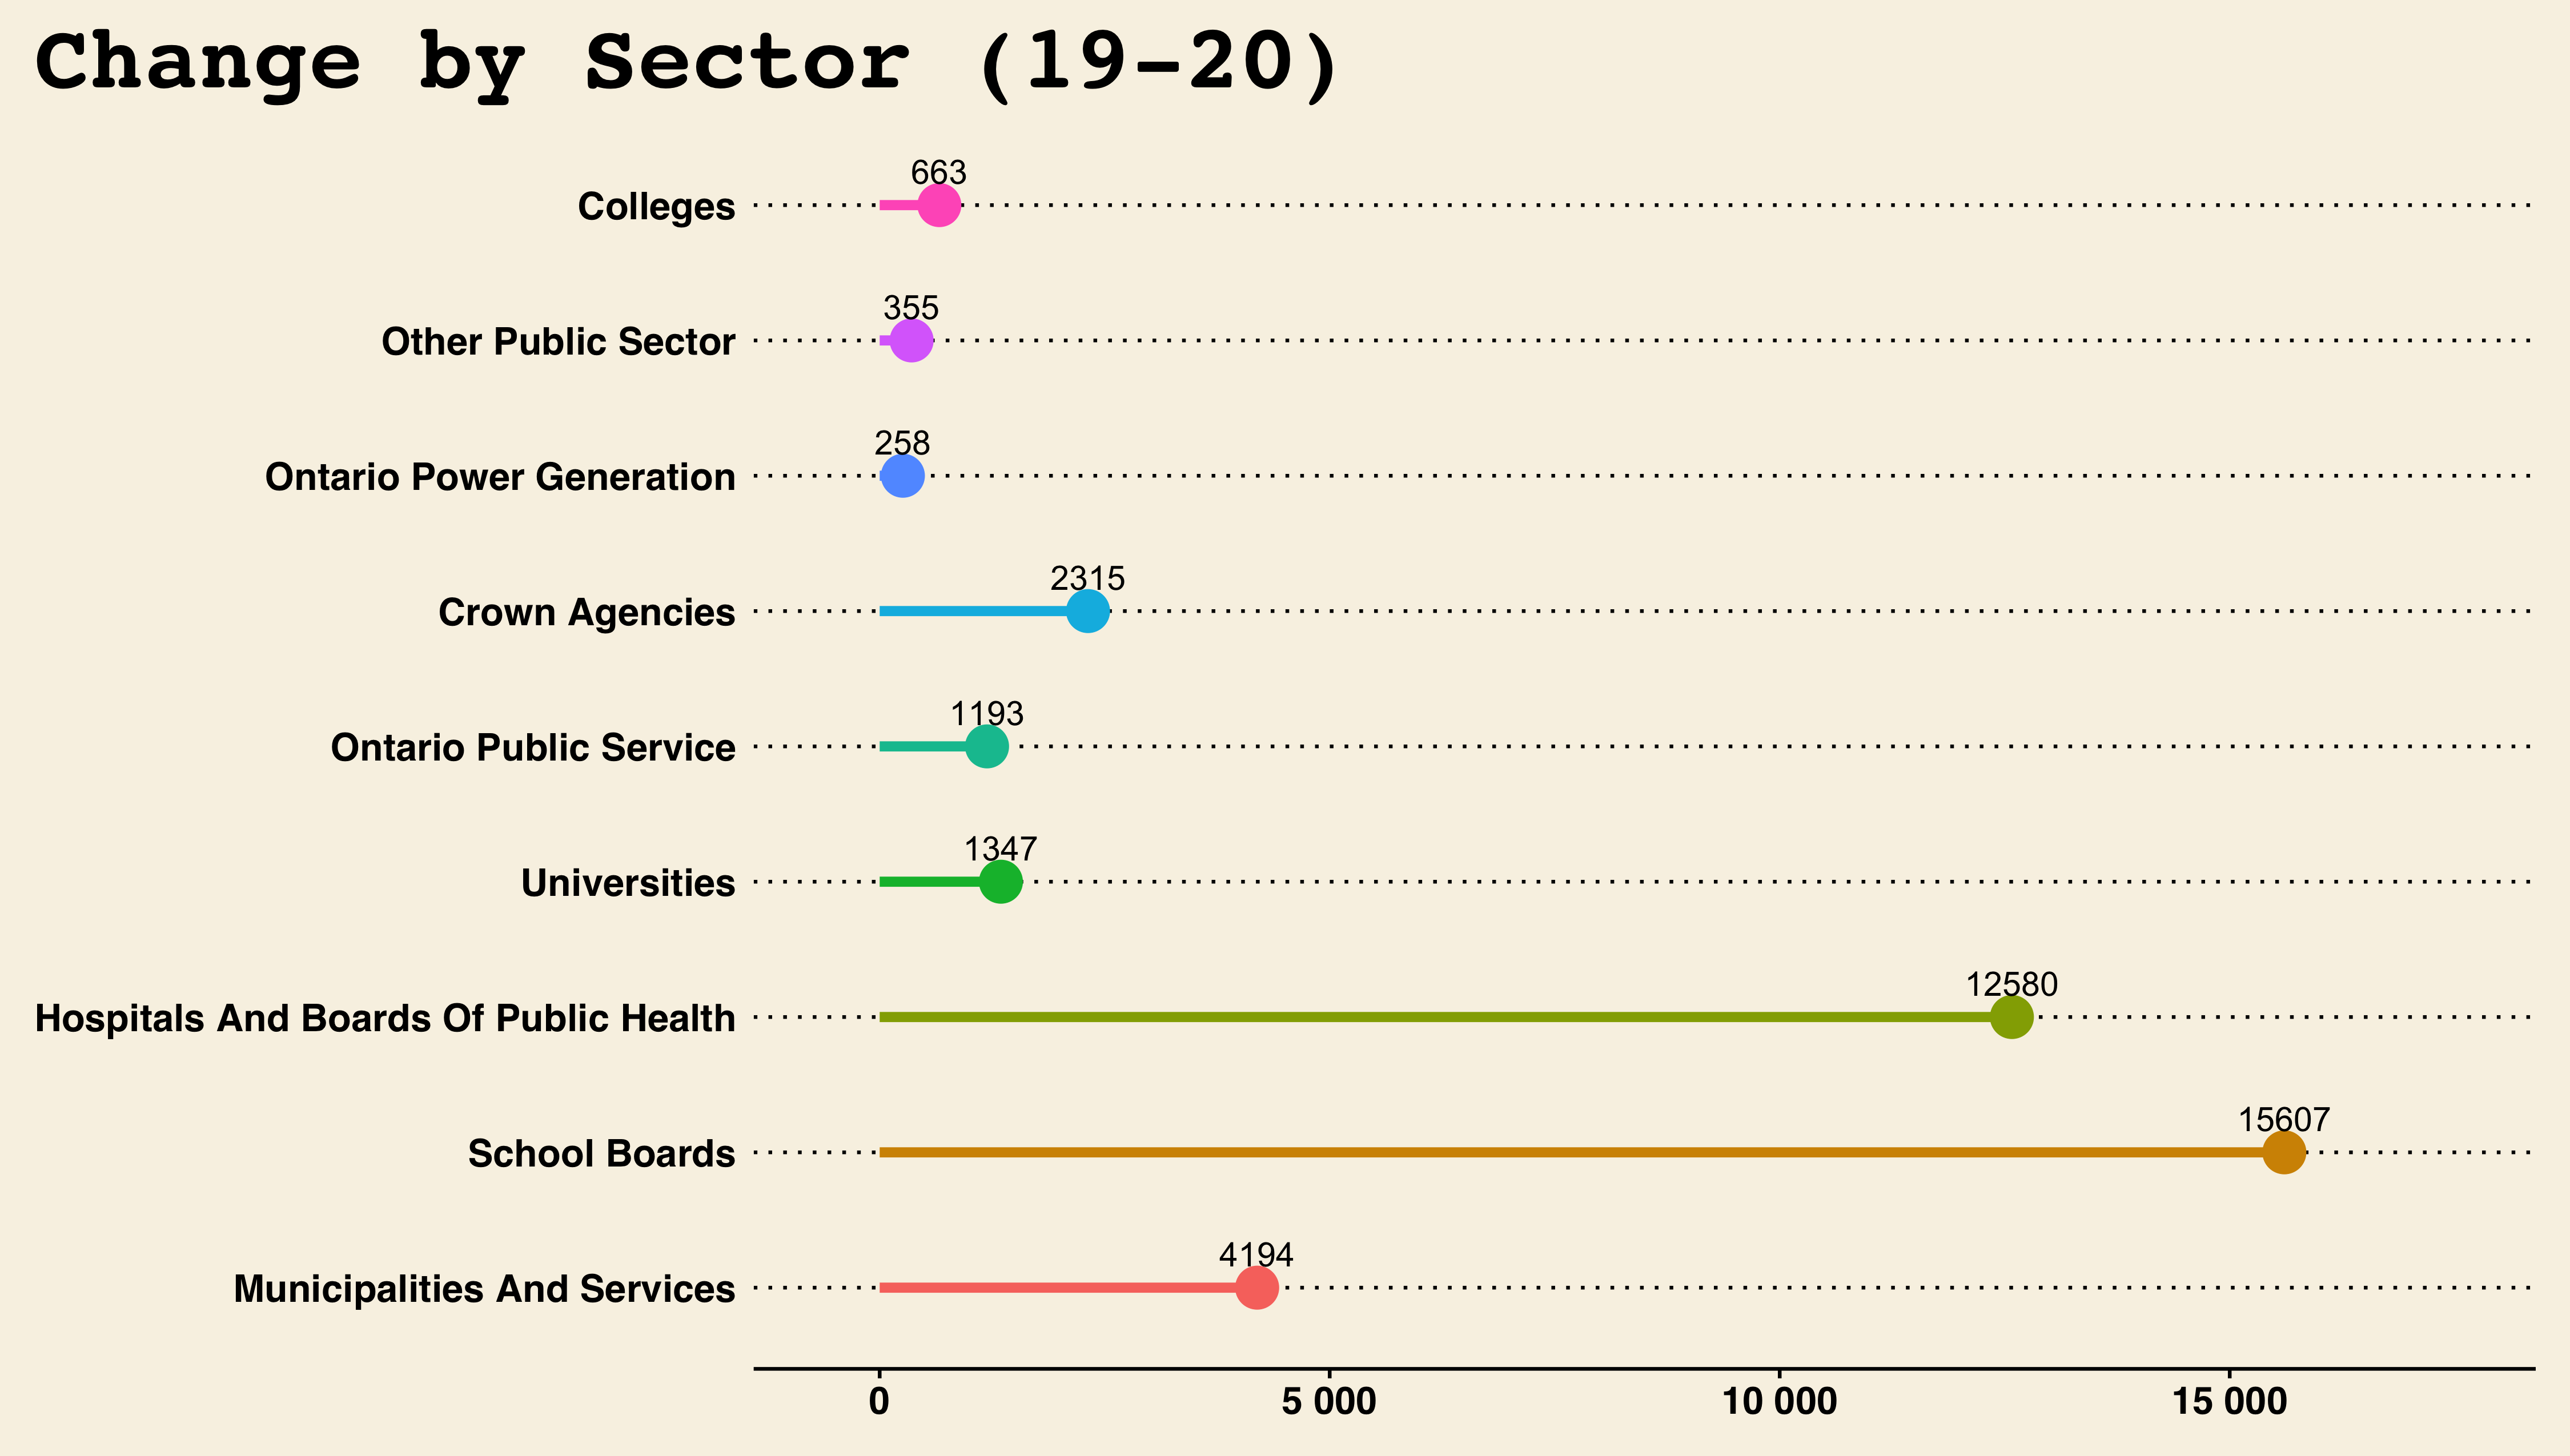 Change by Sector (19-20)
663
Colleges
355
Other Public Sector
258
Ontario Power Generation
2315
Crown Agencies
1193
Ontario Public Service
1347
Universities
12580
Hospitals And Boards Of Public Health
15607
School Boards
4194
Municipalities And Services
0 5 000 10 000 15 000